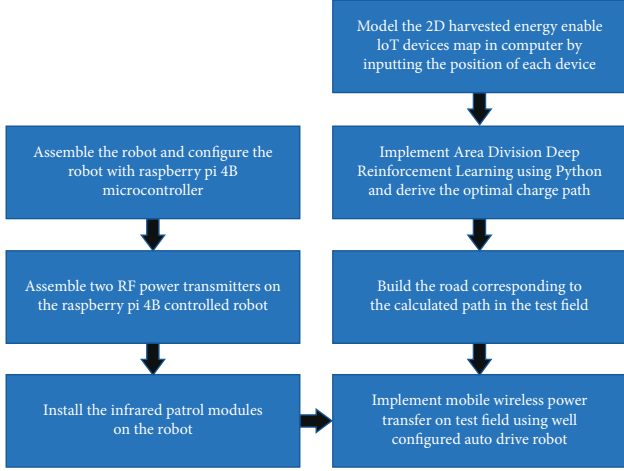 Model the 2D harvested energy enable
IoT devices map in computer by
inputting the position of each device
Assemble the robot and configure the
robot with raspberry pi 4B
microcontroller
Implement Area Division Deep
Reinforcement Learning using Python
and derive the optimal charge path
Assemble two RF power transmitters on
the raspberry pi 4B controlled robot
Build the road corresponding to
the calculated path in the test field
Install the infrared patrol modules
on the robot
Implement mobile wireless power
transfer on test field using well
configured auto drive robot